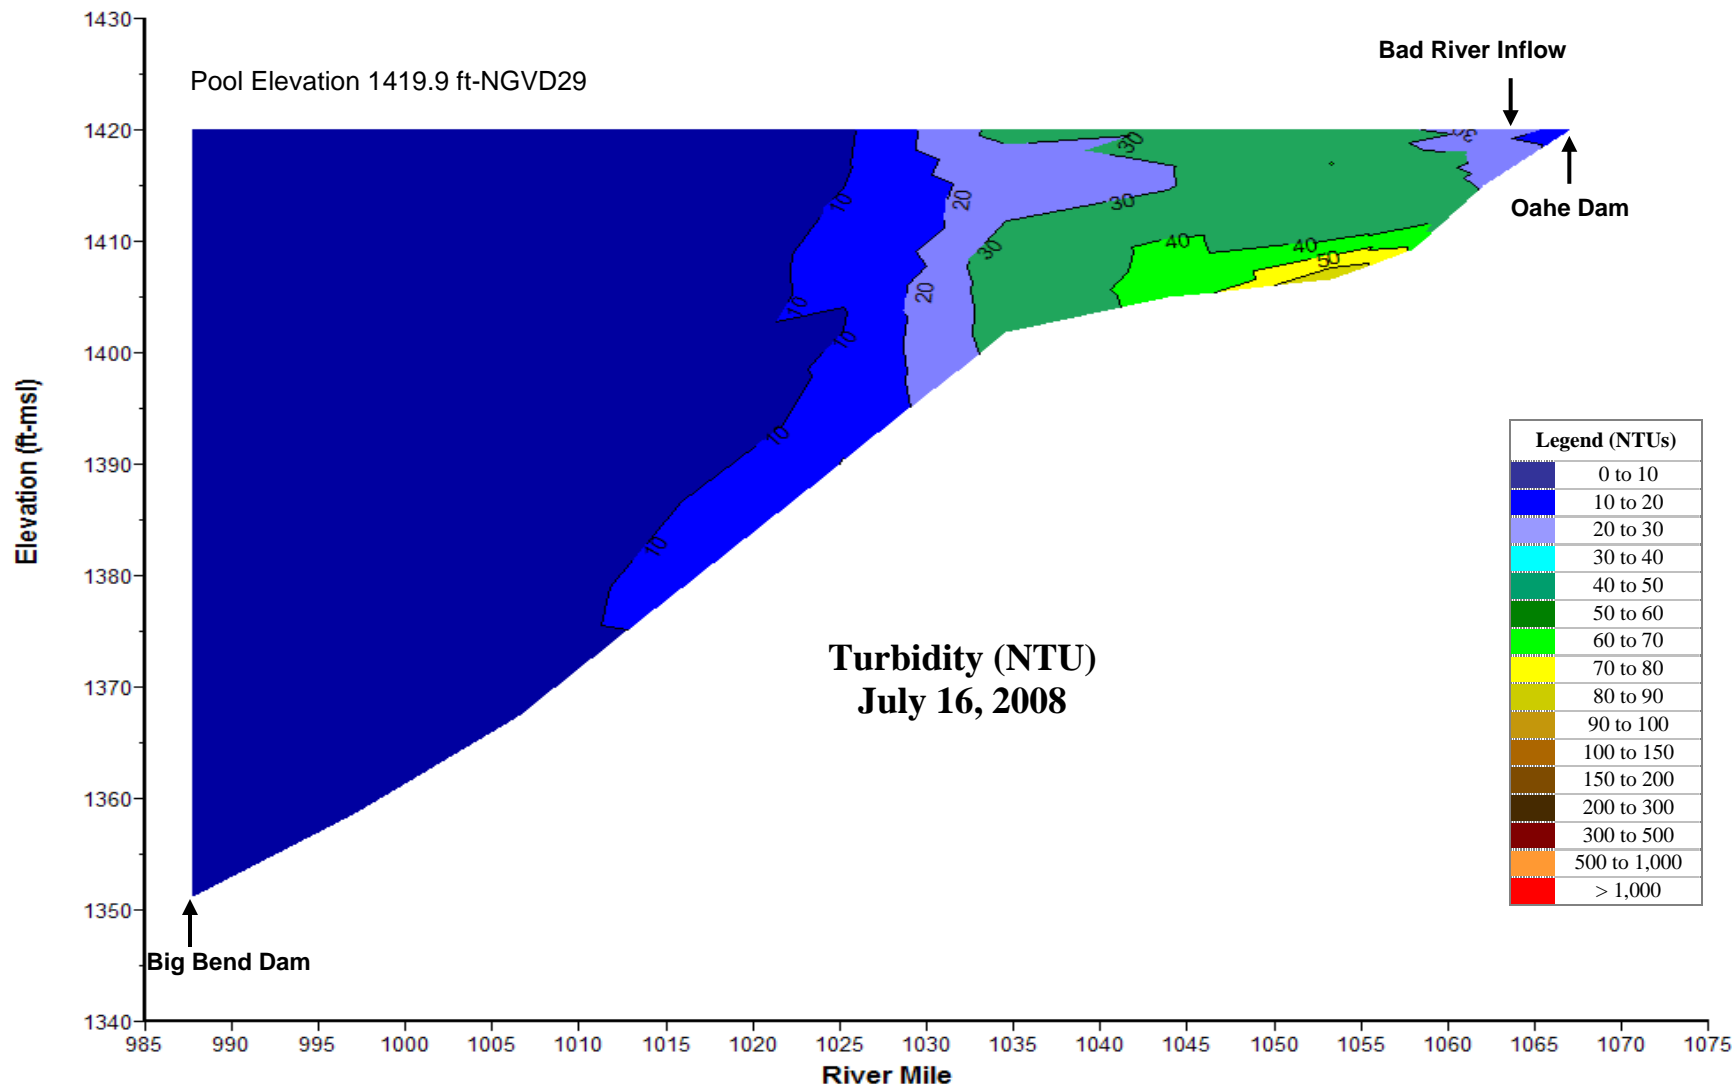 1430
Bad River Inflow
Pool Elevation 1419.9 ft-NGVD29
1420
30
30
30
10
20
30
Oahe Dam
1410
30
40
40
50
20
10
10
1400
Elevation (ft-msl)
10
1390
10
1380
1370
1360
1350
1340
Turbidity (NTU)
July 16, 2008
Legend (NTUs)
0 to 10
10 to 20
20 to 30
30 to 40
40 to 50
50 to 60
60 to 70
70 to 80
80 to 90
90 to 100
100 to 150
150 to 200
200 to 300
300 to 500
500 to 1,000
> 1,000
Big Bend Dam
985 990 995 1000 1005 1010 1015 1020 1025 1030 1035 1040 1045 1050 1055 1060 1065 1070 1075
River Mile